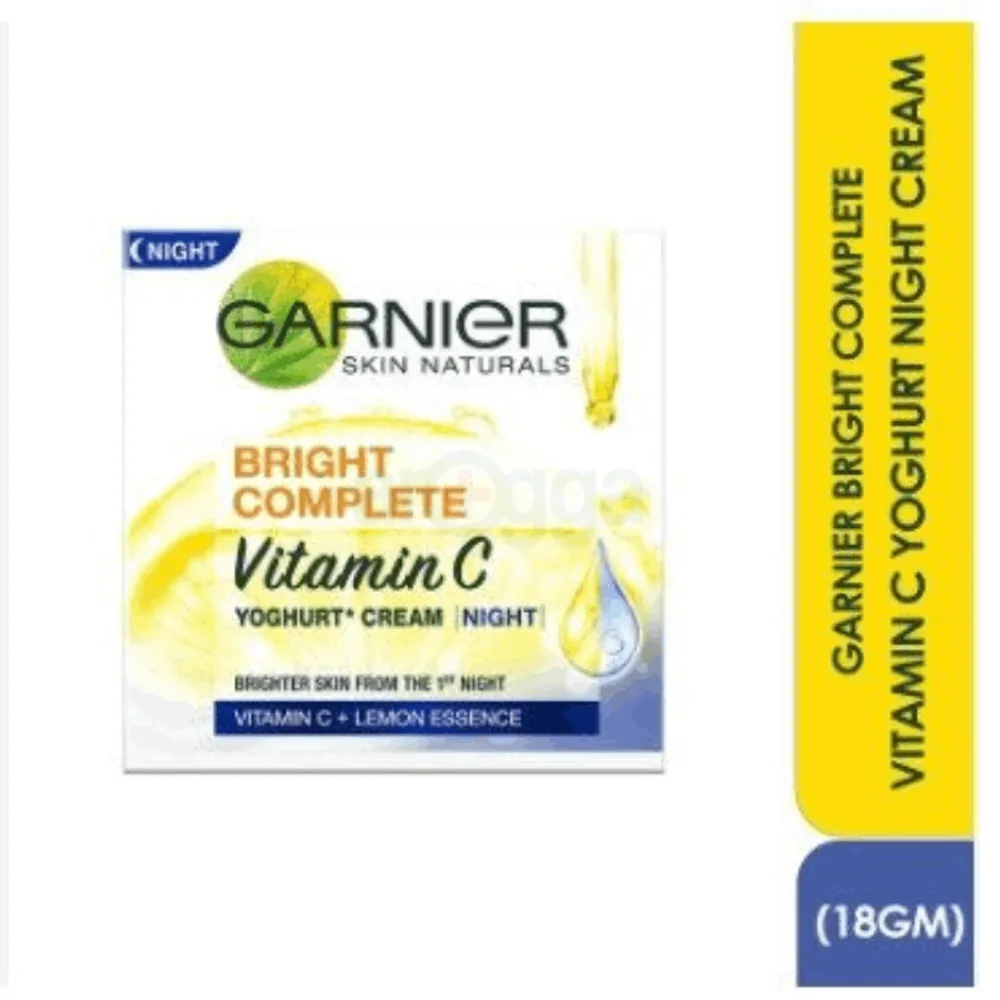 NIGHT
GARNIER
SKIN NATURALS
BRIGHT
COMPLETE
Vitamin C
YOGHURT* CREAM |NIGHT|
BRIGHTER SKIN FROM THE 1ST NIGHT
VITAMIN C + LEMON ESSENCE
GARNIER BRIGHT COMPLETE
VITAMIN C YOGHURT NIGHT CREAM
(18GM)